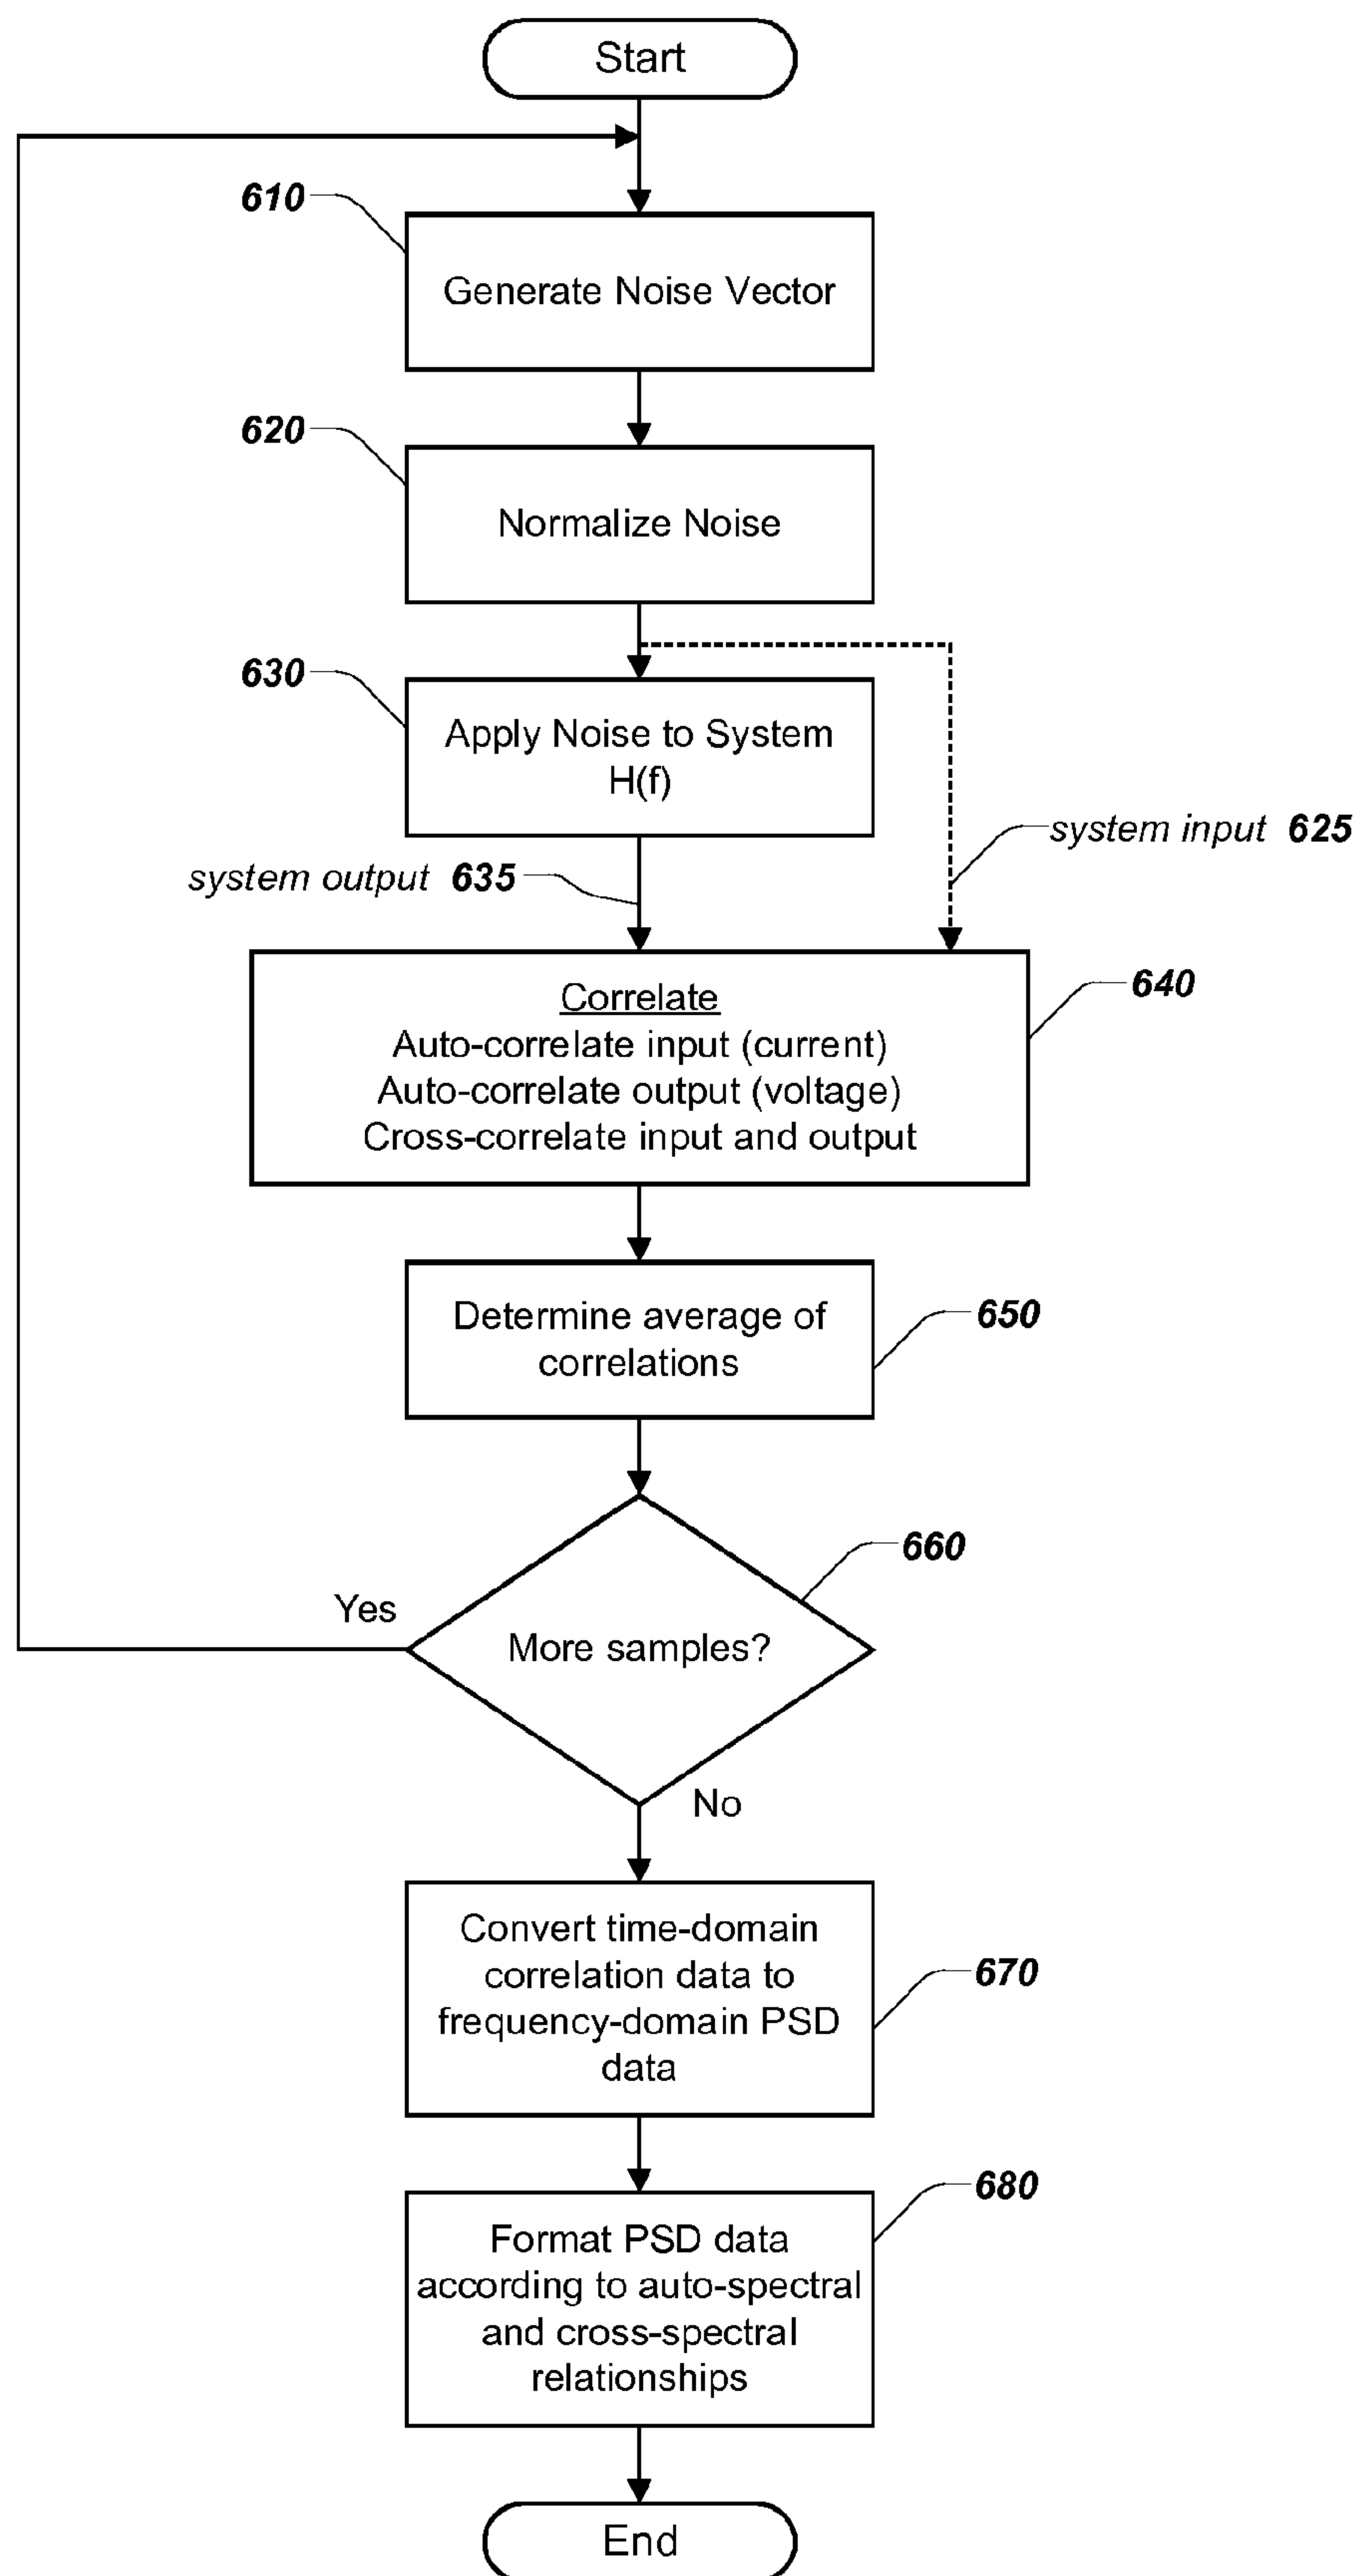 Start
610
Generate Noise Vector
620
Normalize Noise
630
Apply Noise to System
H(f)
system input 625
system output 635
640
Correlate
Auto-correlate input (current)
Auto-correlate output (voltage)
Cross-correlate input and output
650
Determine average of
correlations
660
Yes
More samples?
No
Convert time-domain
correlation data to
frequency-domain PSD
data
670
680
Format PSD data
according to auto-spectral
and cross-spectral
relationships
End